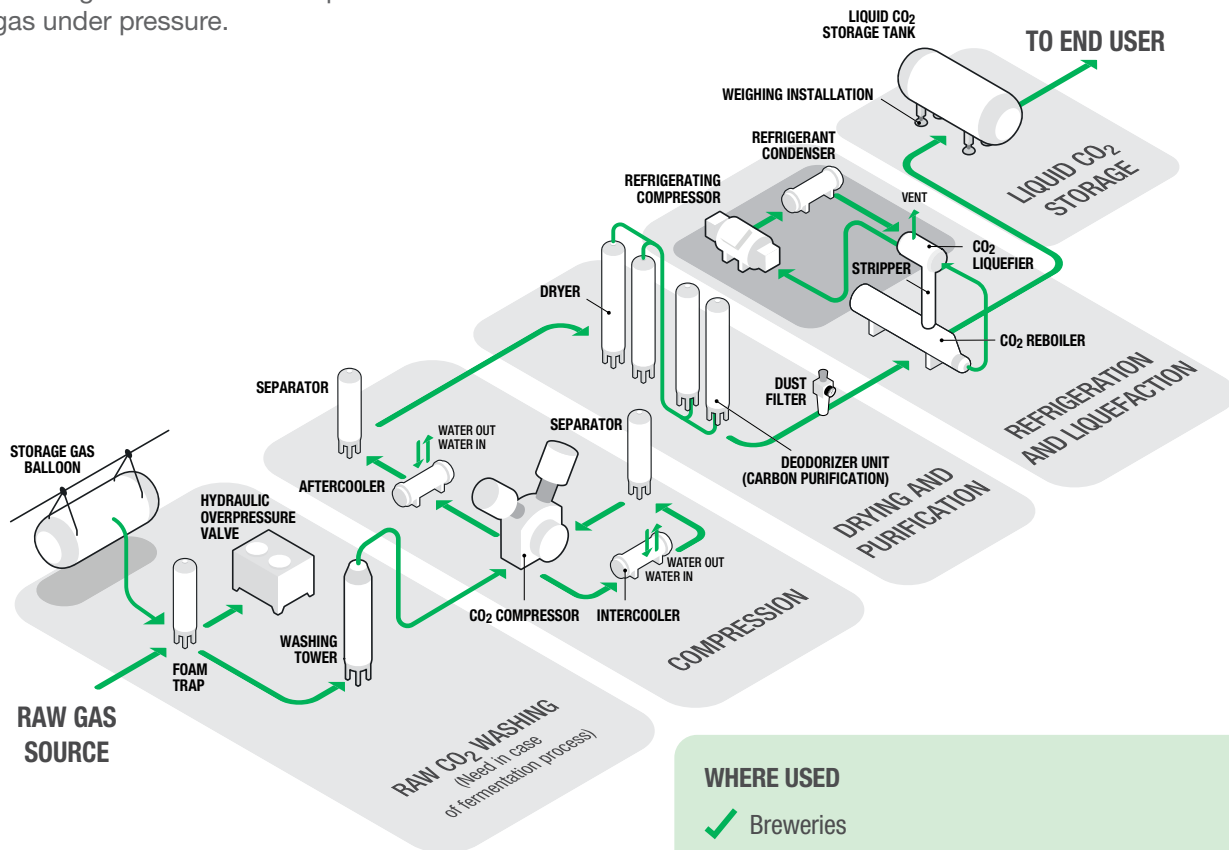 gas under pressure.
LIQUID CO2
STORAGE TANK
TO END USER
WEIGHING INSTALLATION
REFRIGERANT
CONDENSER
LIQUID CO2
STORAGE
REFRIGERATING
COMPRESSOR
VENT
CO2
LIQUEFIER
STRIPPER
DRYER
CO2 REBOILER
REFRIGERATION
AND LIQUEFACTION
SEPARATOR
DUST
FILTER
SEPARATOR
WATER OUT
WATER IN
STORAGE GAS
BALLOON
AFTERCOOLER
DEODORIZER UNIT
(CARBON PURIFICATION)
DRYING AND
PURIFICATION
HYDRAULIC
OVERPRESSURE
VALVE
WATER OUT
WATER IN
CO2 COMPRESSOR
INTERCOOLER
COMPRESSION
WASHING
TOWER
FOAM
TRAP
RAW GAS
SOURCE
RAW CO2 WASHING
(Need in case
of fermentation process)
WHERE USED
Breweries